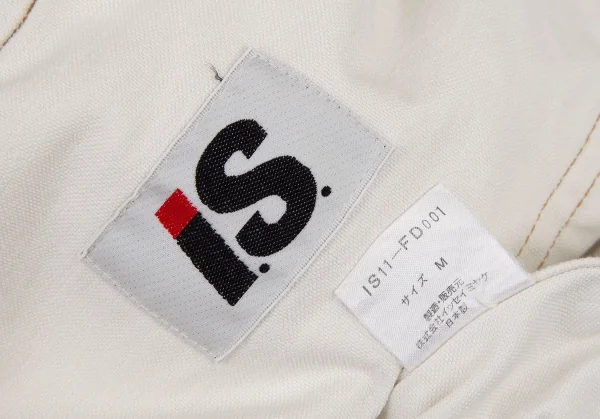 i.S.
IS11-FD001
サイズ M
製造・販売元
株式会社イッセイミヤケ
日本製